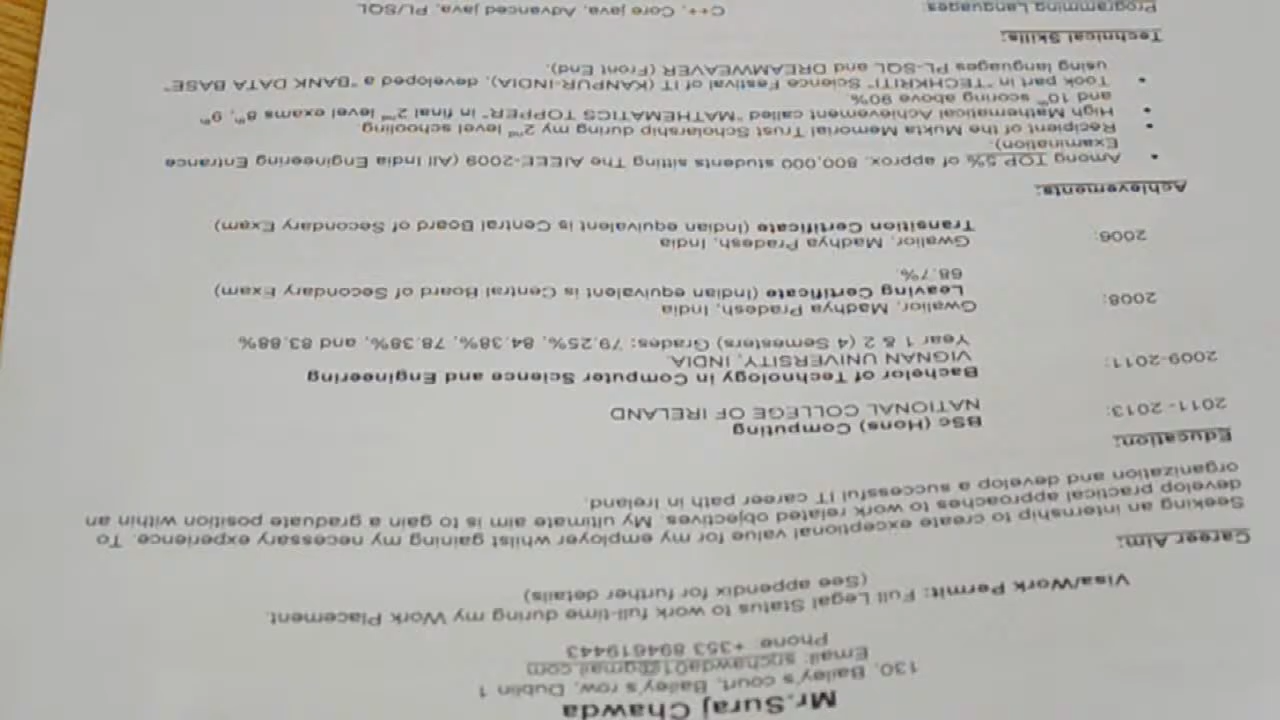 Mr.Suraj Chawda
130, Bailey's court, Bailey's row, Dublin 1
Email: srjchawda01@gmail.com
Phone: +353 894619443
Visa/Work Permit: Full Legal Status to work full-time during my Work Placement.
(See appendix for further details)
Career Aim:
Seeking an internship to create exceptional value for my employer whilst gaining my necessary experience. To
develop practical approaches to work related objectives. My ultimate aim is to gain a graduate position within an
organization and develop a successful IT career path in Ireland.
Education:
2011- 2013: BSc (Hons) Computing
NATIONAL COLLEGE OF IRELAND
2009-2011: Bachelor of Technology in Computer Science and Engineering
VIGNAN UNIVERSITY, INDIA.
Year 1 & 2 (4 Semesters) Grades: 79.25%, 84.38%, 78.38%, and 83.88%
2008: Gwalior, Madhya Pradesh, India
Leaving Certificate (Indian equivalent is Central Board of Secondary Exam)
68.7%.
2006: Gwalior, Madhya Pradesh, India
Transition Certificate (Indian equivalent is Central Board of Secondary Exam)
Achievements:
• Among TOP 5% of approx. 800,000 students sitting The AIEEE-2009 (All India Engineering Entrance
Examination).
• Recipient of the Mukta Memorial Trust Scholarship during my 2nd level schooling.
• High Mathematical Achievement called "MATHEMATICS TOPPER" in final 2nd level exams 8th, 9th
and 10th scoring above 90%.
• Took part in "TECHKRITI" Science Festival of IT (KANPUR-INDIA), developed a "BANK DATA BASE"
using languages PL-SQL and DREAMWEAVER (Front End).
Technical Skills:
Programming Languages: C++, Core java, Advanced java, PL/SQL